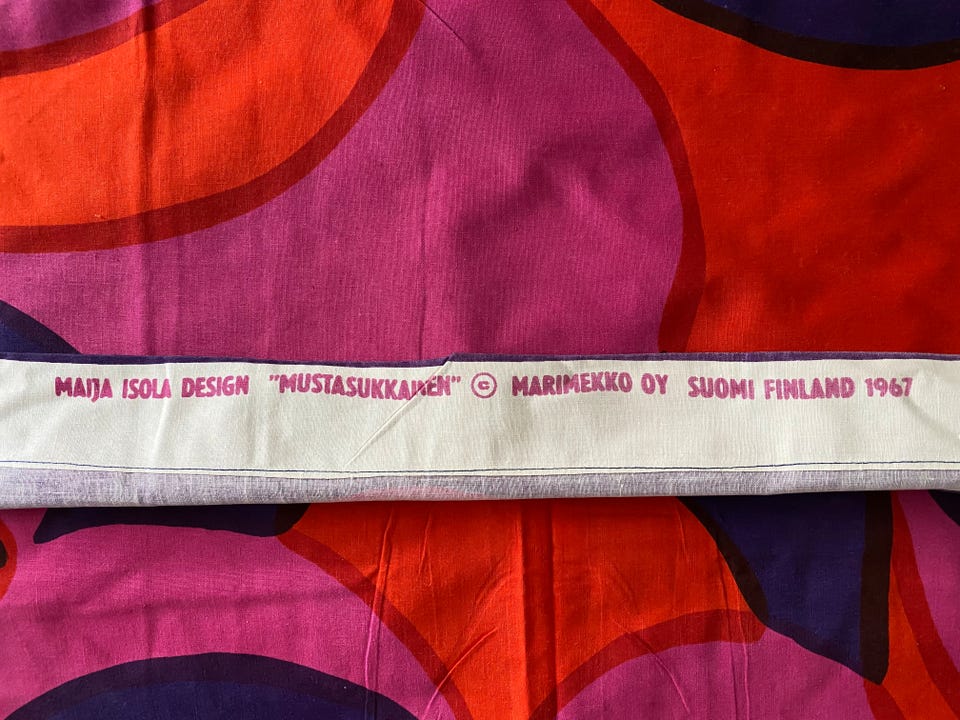 MAIJA ISOLA DESIGN "MUSTASUKKAINEN" © MARIMEKKO OY SUOMI FINLAND 1967